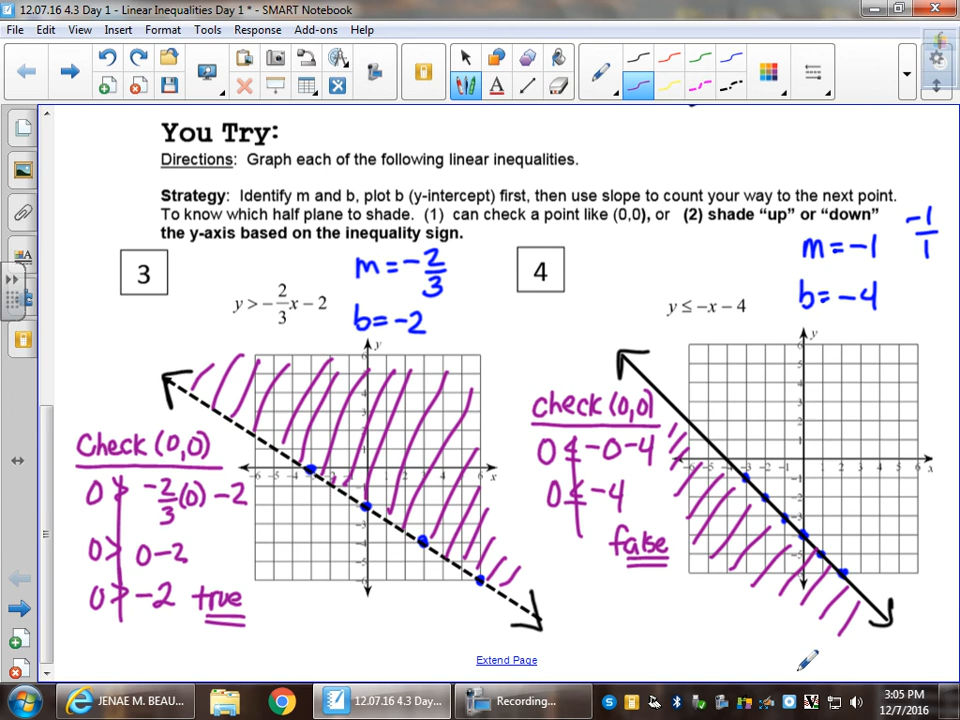 12.07.16 4.3 Day 1 - Linear Inequalities Day 1 * - SMART Notebook
File Edit View Insert Format Tools Response Add-ons Help
You Try:
Directions: Graph each of the following linear inequalities.
Strategy: Identify m and b, plot b (y-intercept) first, then use slope to count your way to the next point.
To know which half plane to shade. (1) can check a point like (0,0), or (2) shade “up” or “down”
the y-axis based on the inequality sign.
3
m = -2/3
y > -2/3x - 2
b = -2
4
m = -1 -1/1
b = -4
y ≤ -x - 4
y
x
Check (0,0)
0 > -2/3(0) - 2
0 > 0 - 2
0 > -2 true
y
x
Check (0,0)
0 ≤ -0 - 4
0 ≤ -4
false
Extend Page
JENAE M. BEAU...
12.07.16 4.3 Day...
Recording...
3:05 PM
12/7/2016